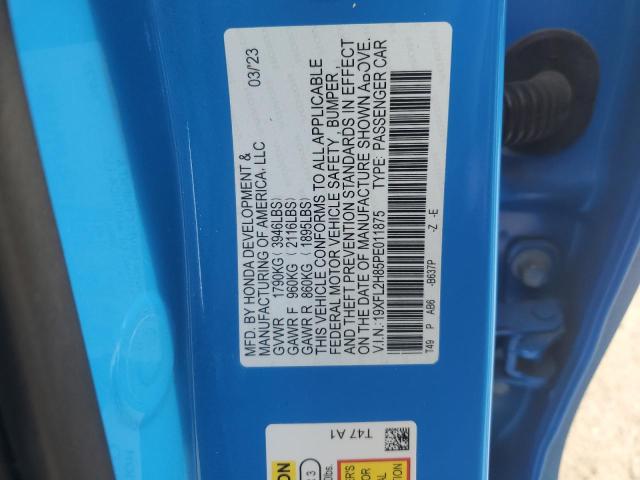 MFD. BY HONDA DEVELOPMENT & 03/'23
MANUFACTURING OF AMERICA, LLC
GVWR 1790KG (3946LBS)
GAWR F 960KG (2116LBS)
GAWR R 860KG (1895LBS)
THIS VEHICLE CONFORMS TO ALL APPLICABLE
FEDERAL MOTOR VEHICLE SAFETY, BUMPER,
AND THEFT PREVENTION STANDARDS IN EFFECT
ON THE DATE OF MANUFACTURE SHOWN ABOVE.
V.I.N.: 19XFL2H85PE011875 TYPE: PASSENGER CAR
T49 P AB6 -B637P -Z -E
T47 A1